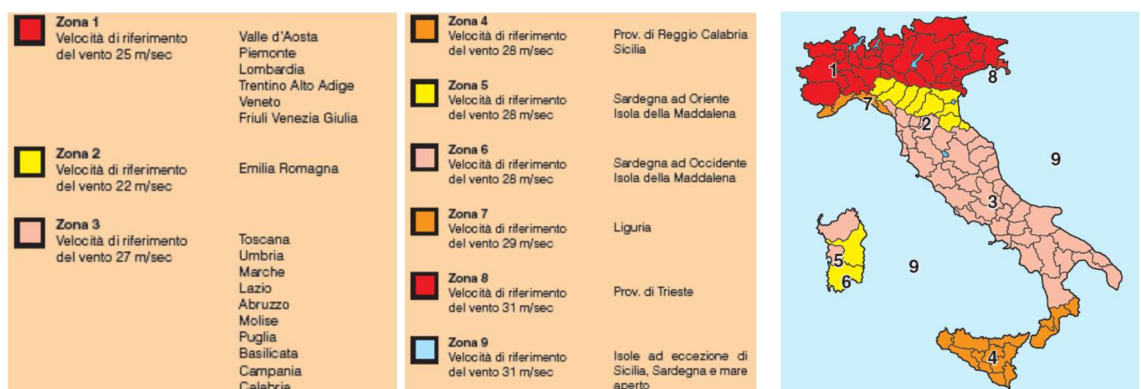 Zona 1
Velocità di riferimento
del vento 25 m/sec
Valle d'Aosta
Piemonte
Lombardia
Trentino Alto Adige
Veneto
Friuli Venezia Giulia
Zona 2
Velocità di riferimento
del vento 22 m/sec
Emilia Romagna
Zona 3
Velocità di riferimento
del vento 27 m/sec
Toscana
Umbria
Marche
Lazio
Abruzzo
Molise
Puglia
Basilicata
Campania
Calabria
Zona 4
Velocità di riferimento
del vento 28 m/sec
Prov. di Reggio Calabria
Sicilia
Zona 5
Velocità di riferimento
del vento 28 m/sec
Sardegna ad Oriente
Isola della Maddalena
Zona 6
Velocità di riferimento
del vento 28 m/sec
Sardegna ad Occidente
Isola della Maddalena
Zona 7
Velocità di riferimento
del vento 29 m/sec
Liguria
Zona 8
Velocità di riferimento
del vento 31 m/sec
Prov. di Trieste
Zona 9
Velocità di riferimento
del vento 31 m/sec
Isole ad eccezione di
Sicilia, Sardegna e mare
aperto
1
8
7
2
9
3
5
9
6
4